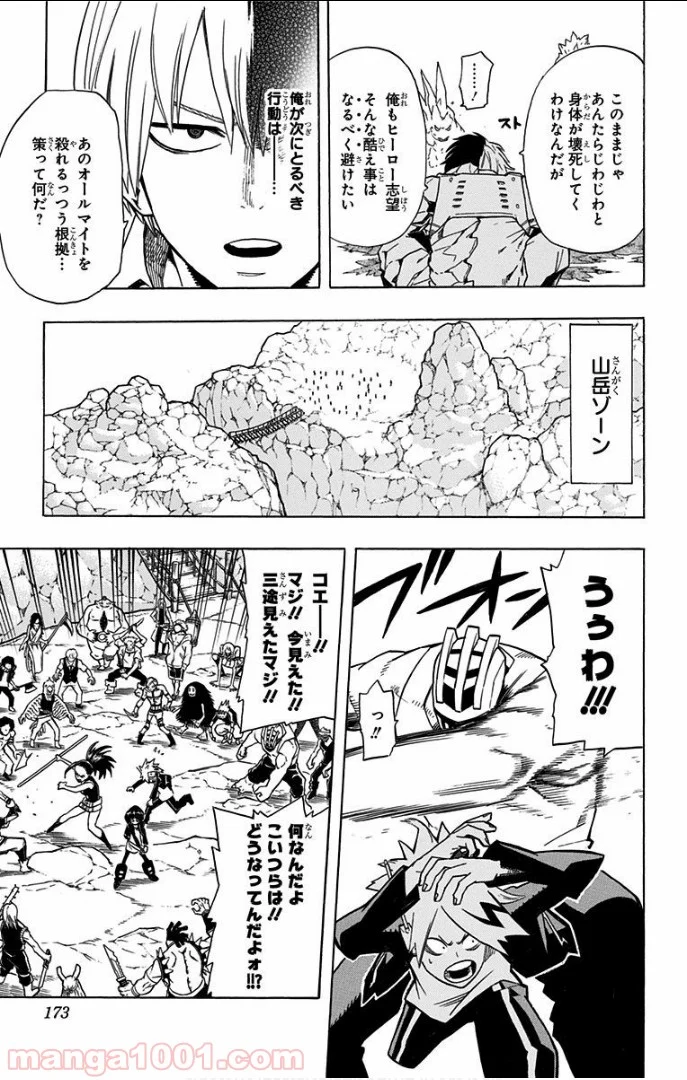 このままじゃ
あんたらじわじわと
身体が壊死してく
わけなんだが
……
スト
俺もヒーロー志望
そんな酷え事は
なるべく避けたい
俺が次にとるべき
行動は———
あのオールマイトを
殺れるっつう根拠…
策って何だ?
山岳ゾーン
うぅわ!!!
っ!!
コエー!!
マジ!!今見えた!!
三途見えたマジ!!
何なんだよ
こいつらは!!
どうなってんだよォ!!?
173
manga1001.com